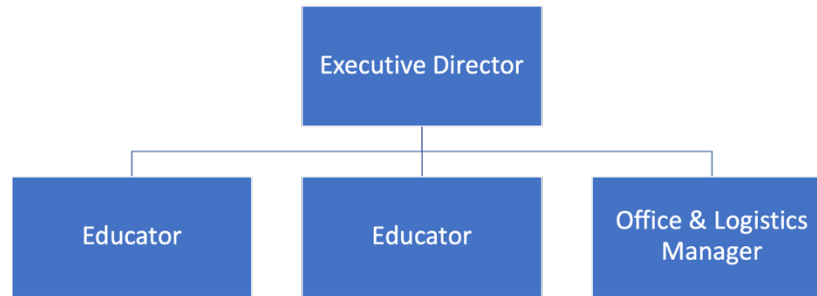 Executive Director
Educator
Educator
Office & Logistics
Manager